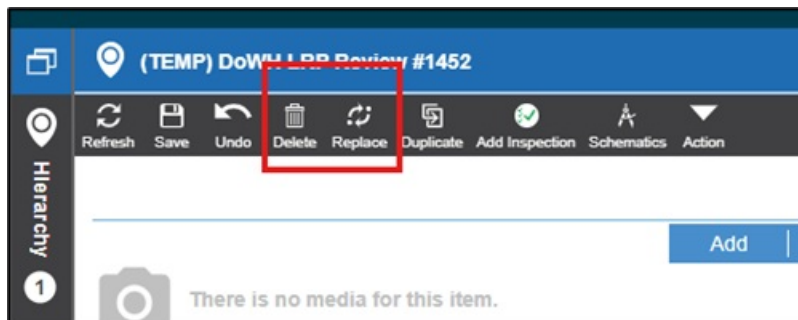 (TEMP) DoWH LRP Review #1452
Refresh Save Undo Delete Replace Duplicate Add Inspection Schematics Action
Hierarchy
1
Add
There is no media for this item.